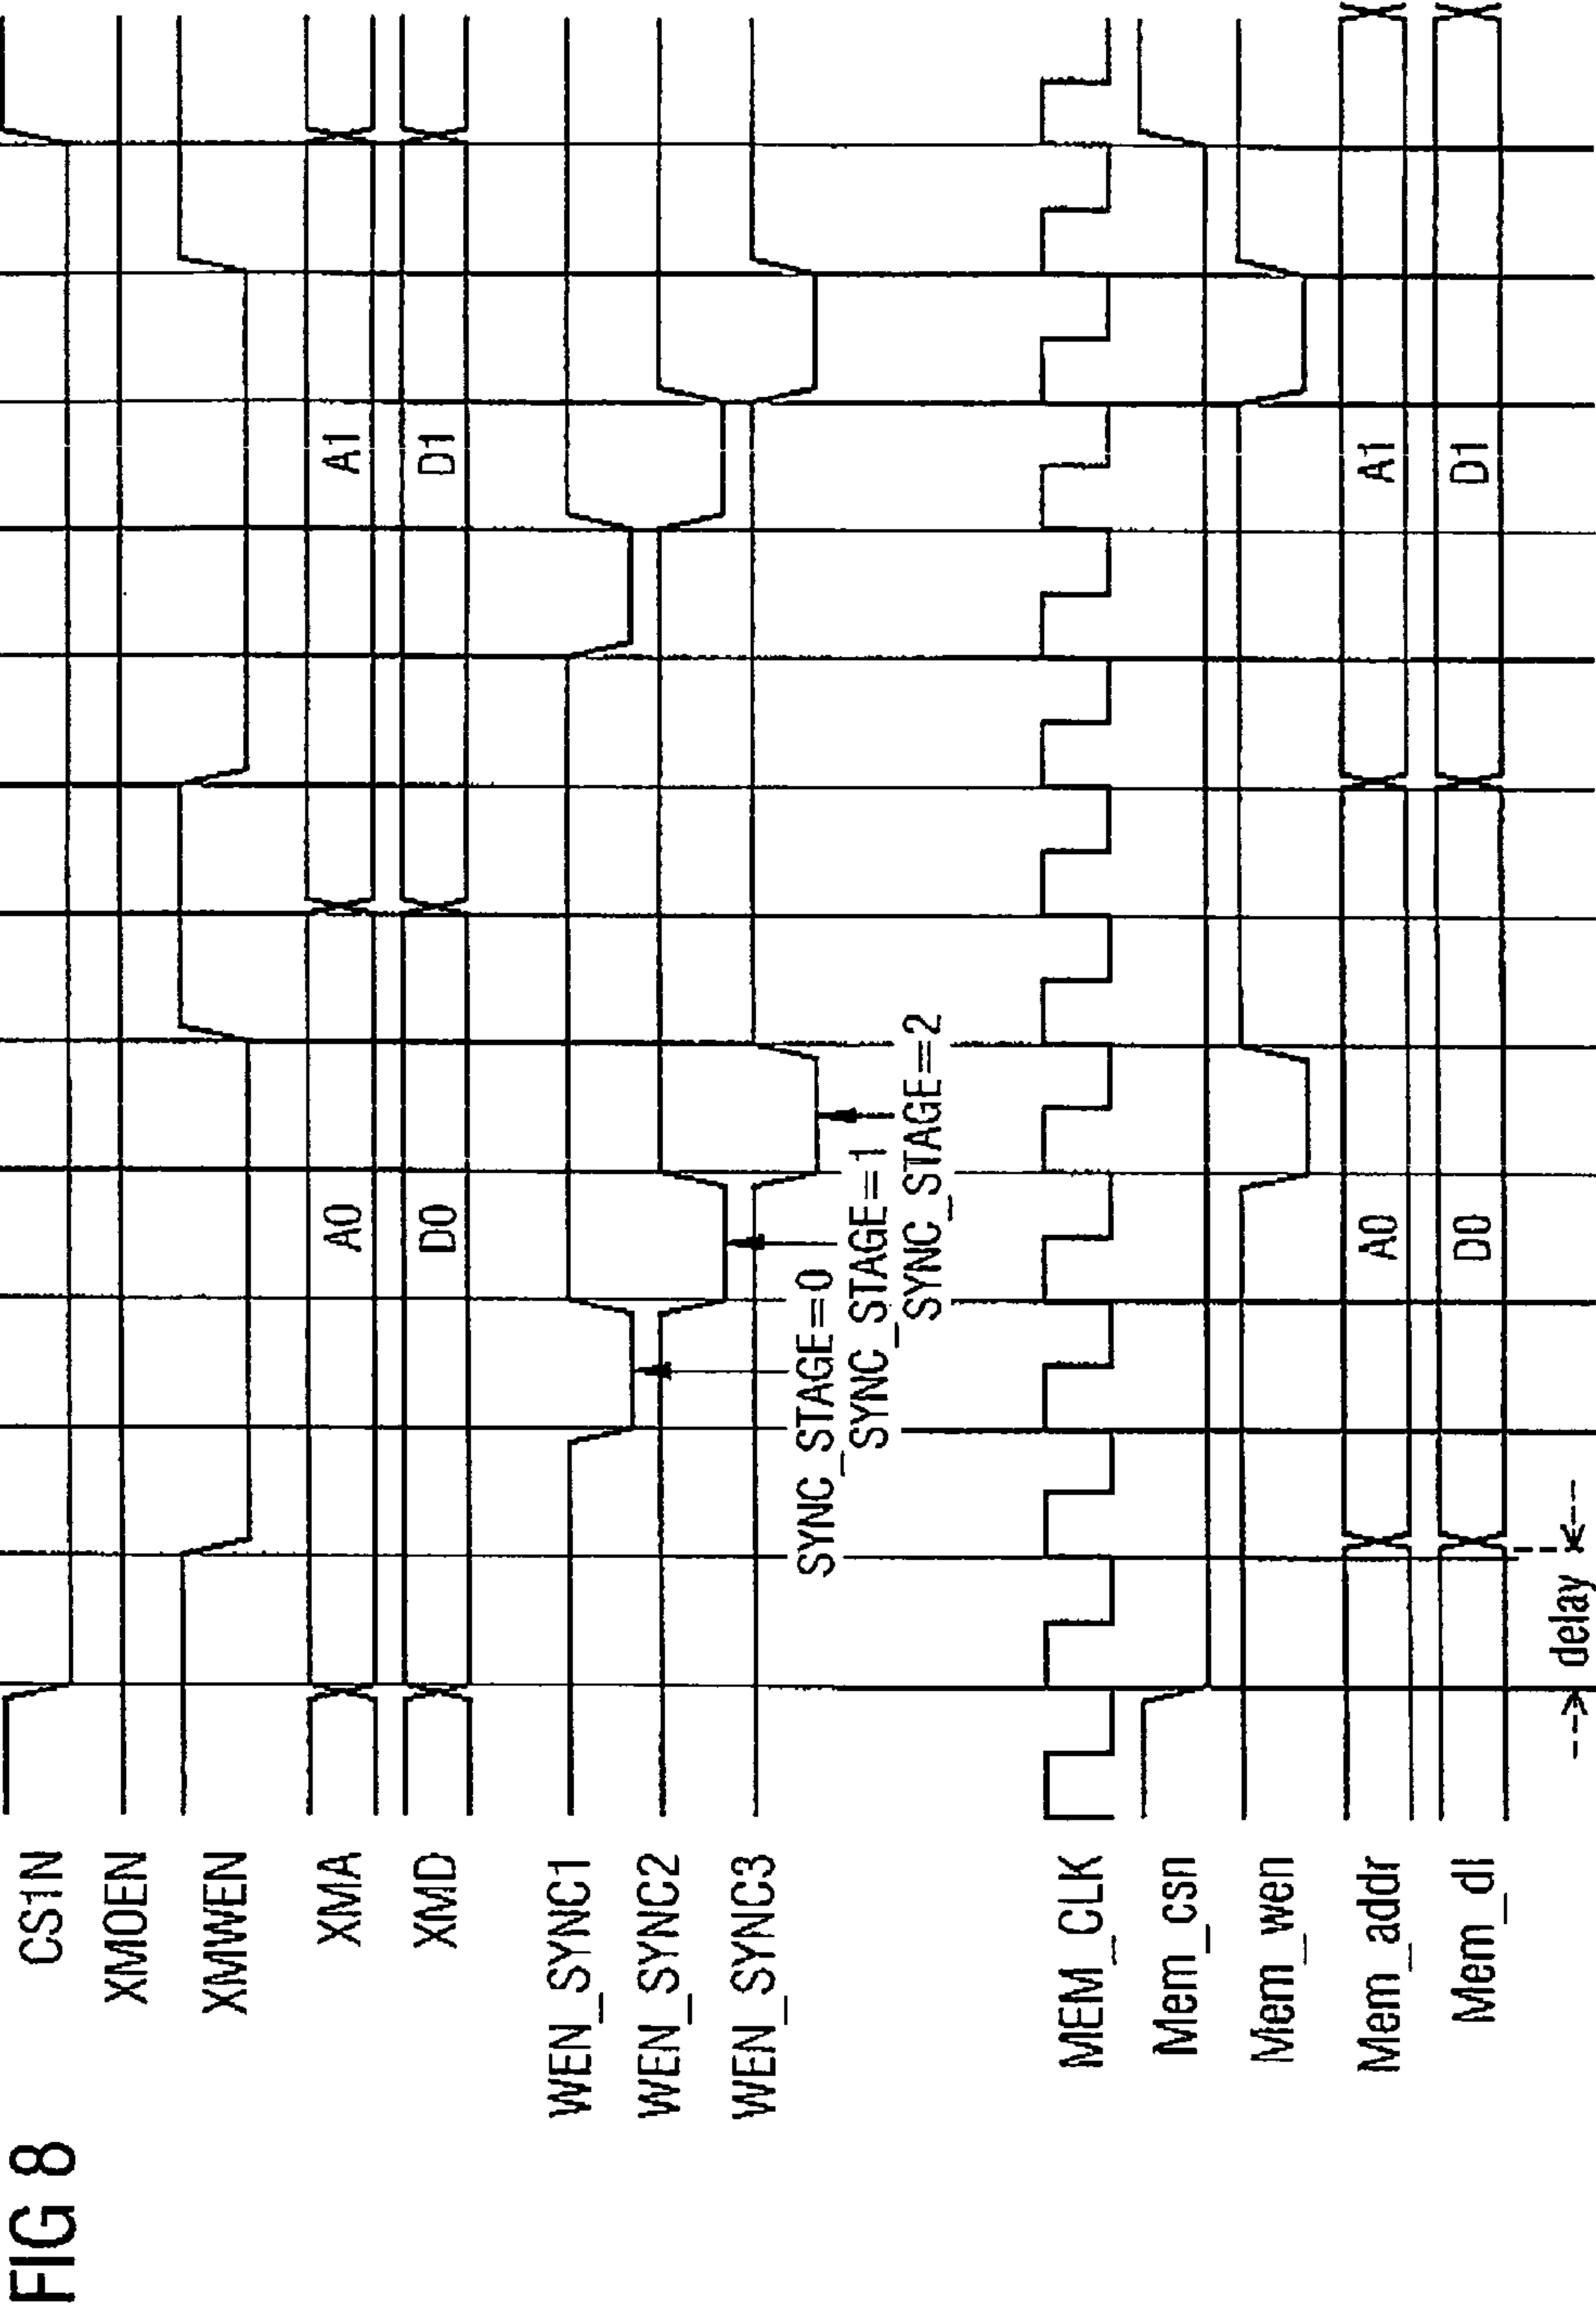 FIG 8
CS1N
XMOEN
XMWEN
XMA A0 A1
XMD D0 D1
WEN_SYNC1
WEN_SYNC2
WEN_SYNC3
SYNC_STAGE=0
SYNC_STAGE=1
SYNC_STAGE=2
MEM_CLK
Mem_csn
Mem_wen
Mem_addr A0 A1
Mem_dI D0 D1
delay